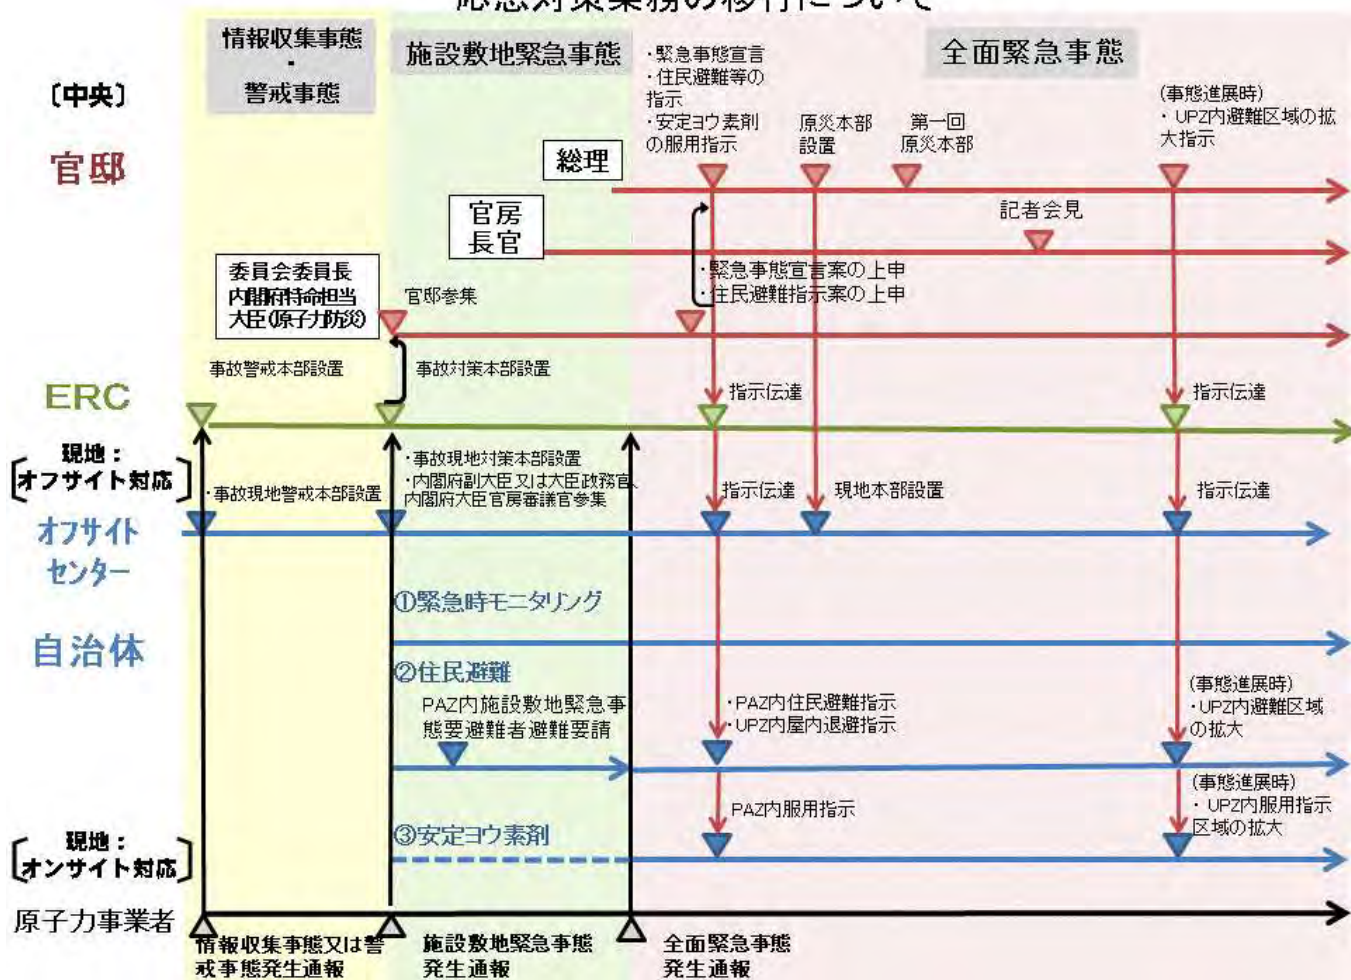 応急対策業務の移行について
情報収集事態
・
警戒事態
施設敷地緊急事態
全面緊急事態
・緊急事態宣言
・住民避難等の
指示
・安定ヨウ素剤
の服用指示
原災本部
設置
第一回
原災本部
(事態進展時)
・UPZ内避難区域の拡
大指示
〔中央〕
官邸
総理
官房
長官
記者会見
委員会委員長
内閣府特命担当
大臣(原子力防災)
官邸参集
・緊急事態宣言案の上申
・住民避難指示案の上申
事故警戒本部設置
事故対策本部設置
指示伝達
指示伝達
ERC
現地：
オフサイト対応
・事故現地警戒本部設置
・事故現地対策本部設置
・内閣府副大臣又は大臣政務官、
内閣府大臣官房審議官参集
指示伝達
現地本部設置
指示伝達
オフサイト
センター
①緊急時モニタリング
自治体
②住民避難
PAZ内施設敷地緊急事
態要避難者避難要請
・PAZ内住民避難指示
・UPZ内屋内退避指示
(事態進展時)
・UPZ内避難区域
の拡大
PAZ内服用指示
(事態進展時)
・UPZ内服用指示
区域の拡大
③安定ヨウ素剤
現地：
オンサイト対応
原子力事業者
情報収集事態又は警
戒事態発生通報
施設敷地緊急事態
発生通報
全面緊急事態
発生通報